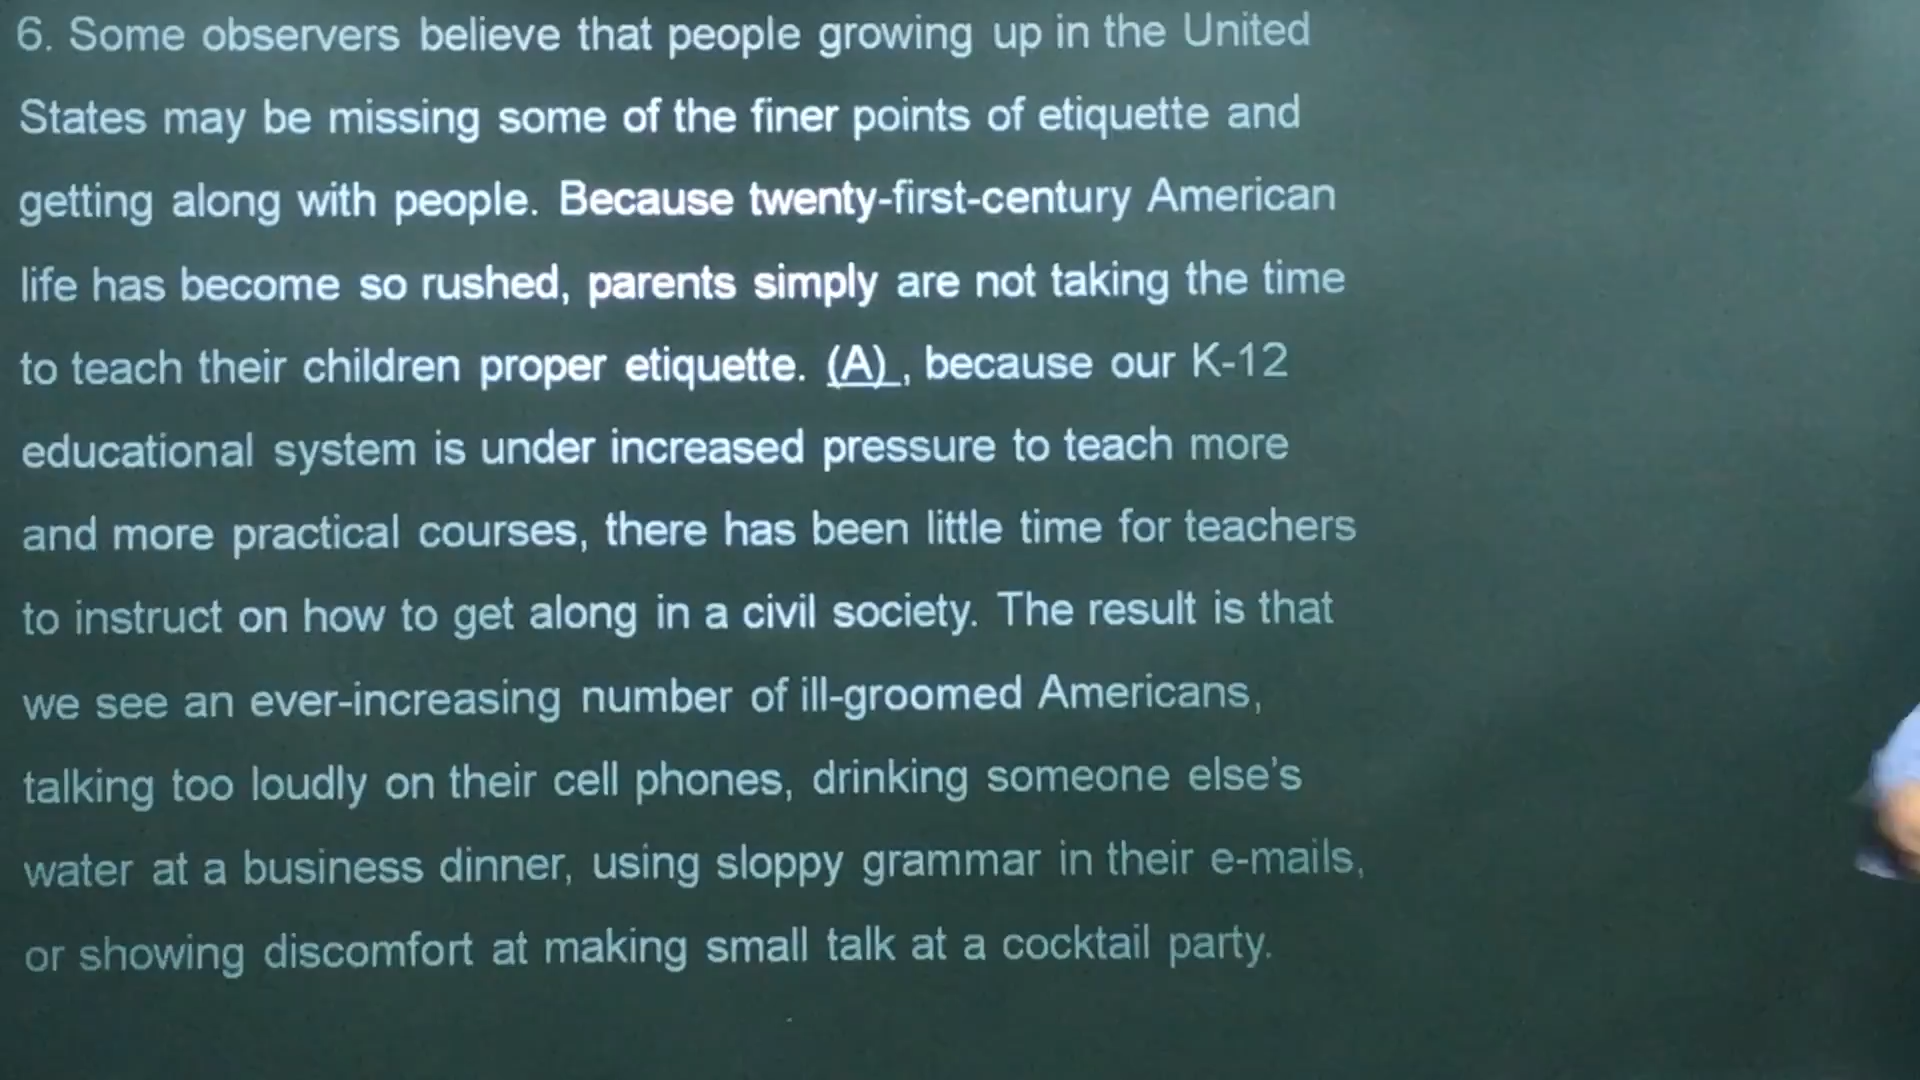 6. Some observers believe that people growing up in the United
States may be missing some of the finer points of etiquette and
getting along with people. Because twenty-first-century American
life has become so rushed, parents simply are not taking the time
to teach their children proper etiquette. (A) , because our K-12
educational system is under increased pressure to teach more
and more practical courses, there has been little time for teachers
to instruct on how to get along in a civil society. The result is that
we see an ever-increasing number of ill-groomed Americans,
talking too loudly on their cell phones, drinking someone else's
water at a business dinner, using sloppy grammar in their e-mails,
or showing discomfort at making small talk at a cocktail party.